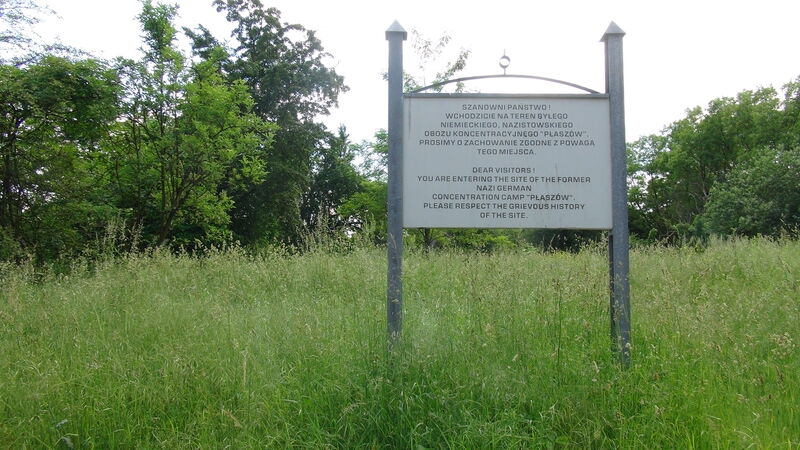 SZANOWNI PAŃSTWO !
WCHODZICIE NA TEREN BYŁEGO
NIEMIECKIEGO, NAZISTOWSKIEGO
OBOZU KONCENTRACYJNEGO "PŁASZÓW".
PROSIMY O ZACHOWANIE ZGODNE Z POWAGĄ
TEGO MIEJSCA.
DEAR VISITORS !
YOU ARE ENTERING THE SITE OF THE FORMER
NAZI GERMAN
CONCENTRATION CAMP "PŁASZÓW".
PLEASE RESPECT THE GRIEVOUS HISTORY
OF THE SITE.